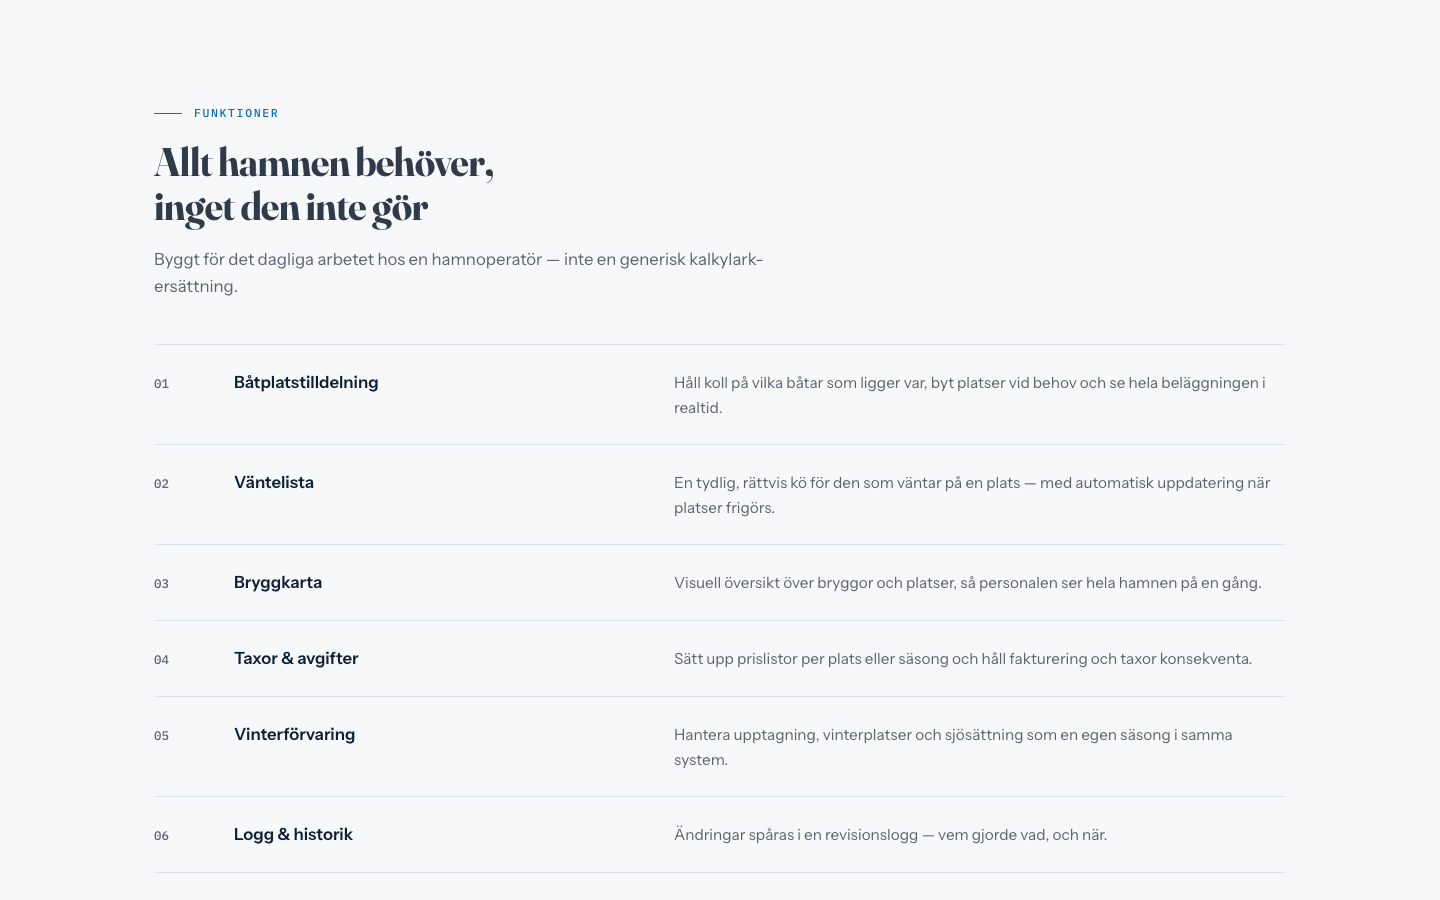 FUNKTIONER
Allt hamnen behöver,
inget den inte gör
Byggt för det dagliga arbetet hos en hamnoperatör — inte en generisk kalkylark-
ersättning.
01 Båtplatstilldelning Håll koll på vilka båtar som ligger var, byt platser vid behov och se hela beläggningen i
realtid.
02 Väntelista En tydlig, rättvis kö för den som väntar på en plats — med automatisk uppdatering när
platser frigörs.
03 Bryggkarta Visuell översikt över bryggor och platser, så personalen ser hela hamnen på en gång.
04 Taxor & avgifter Sätt upp prislistor per plats eller säsong och håll fakturering och taxor konsekventa.
05 Vinterförvaring Hantera upptagning, vinterplatser och sjösättning som en egen säsong i samma
system.
06 Logg & historik Ändringar spåras i en revisionslogg — vem gjorde vad, och när.